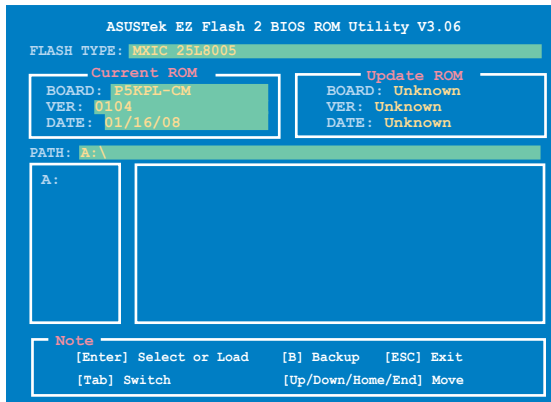 ASUSTek EZ Flash 2 BIOS ROM Utility V3.06
FLASH TYPE: MXIC 25L8005
Current ROM
BOARD: P5KPL-CM
VER: 0104
DATE: 01/16/08
Update ROM
BOARD: Unknown
VER: Unknown
DATE: Unknown
PATH: A:\
A:
Note
[Enter] Select or Load [B] Backup [ESC] Exit
[Tab] Switch [Up/Down/Home/End] Move